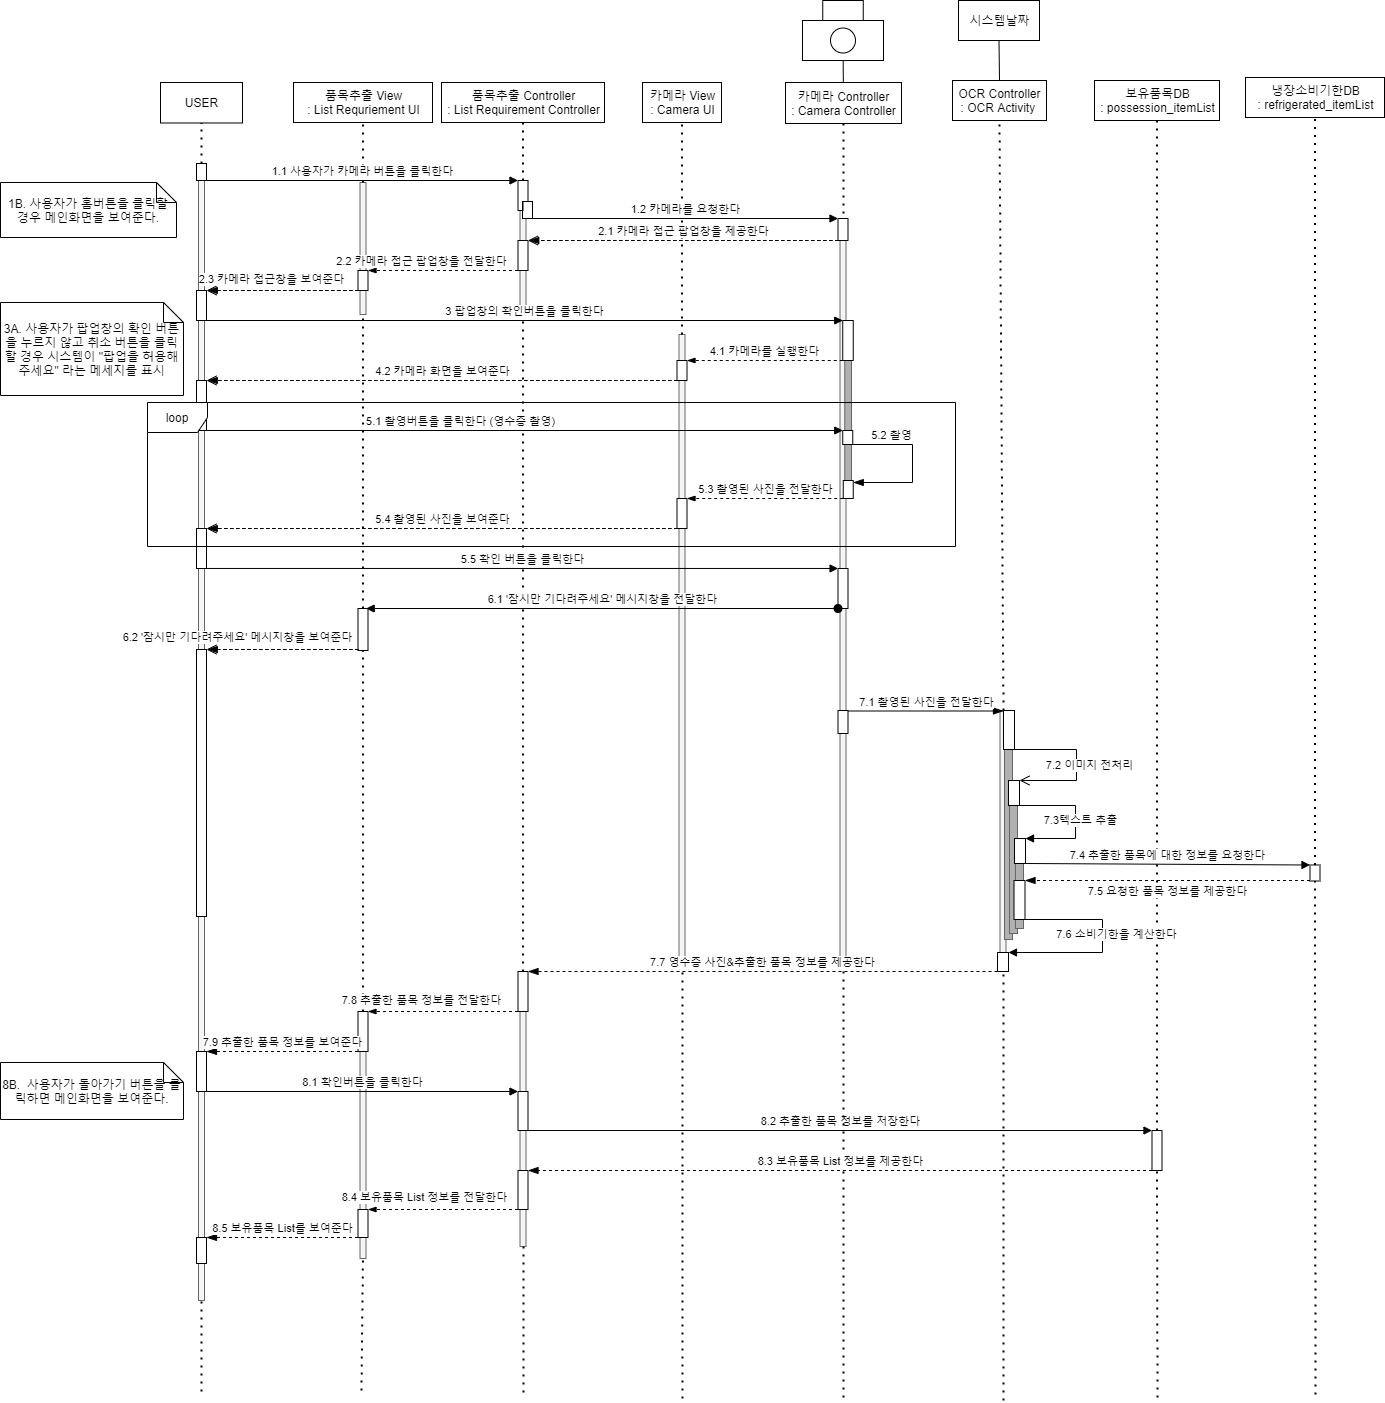 시스템날짜
USER
품목추출 View
: List Requriement UI
품목추출 Controller
: List Requirement Controller
카메라 View
: Camera UI
카메라 Controller
: Camera Controller
OCR Controller
: OCR Activity
보유품목DB
: possession_itemList
냉장소비기한DB
: refrigerated_itemList
1.1 사용자가 카메라 버튼을 클릭한다
1B. 사용자가 홈버튼을 클릭할
경우 메인화면을 보여준다.
1.2 카메라를 요청한다
2.1 카메라 접근 팝업창을 제공한다
2.2 카메라 접근 팝업창을 전달한다
2.3 카메라 접근창을 보여준다
3 팝업창의 확인버튼을 클릭한다
3A. 사용자가 팝업창의 확인 버튼
을 누르지 않고 취소 버튼을 클릭
할 경우 시스템이 "팝업을 허용해
주세요" 라는 메세지를 표시
4.1 카메라를 실행한다
4.2 카메라 화면을 보여준다
loop
5.1 촬영버튼을 클릭한다 (영수증 촬영)
5.2 촬영
5.3 촬영된 사진을 전달한다
5.4 촬영된 사진을 보여준다
5.5 확인 버튼을 클릭한다
6.1 '잠시만 기다려주세요' 메시지창을 전달한다
6.2 '잠시만 기다려주세요' 메시지창을 보여준다
7.1 촬영된 사진을 전달한다
7.2 이미지 전처리
7.3텍스트 추출
7.4 추출한 품목에 대한 정보를 요청한다
7.5 요청한 품목 정보를 제공한다
7.6 소비기한을 계산한다
7.7 영수증 사진&추출한 품목 정보를 제공한다
7.8 추출한 품목 정보를 전달한다
7.9 추출한 품목 정보를 보여준다
8B. 사용자가 돌아가기 버튼을 클
릭하면 메인화면을 보여준다.
8.1 확인버튼을 클릭한다
8.2 추출한 품목 정보를 저장한다
8.3 보유품목 List 정보를 제공한다
8.4 보유품목 List 정보를 전달한다
8.5 보유품목 List를 보여준다